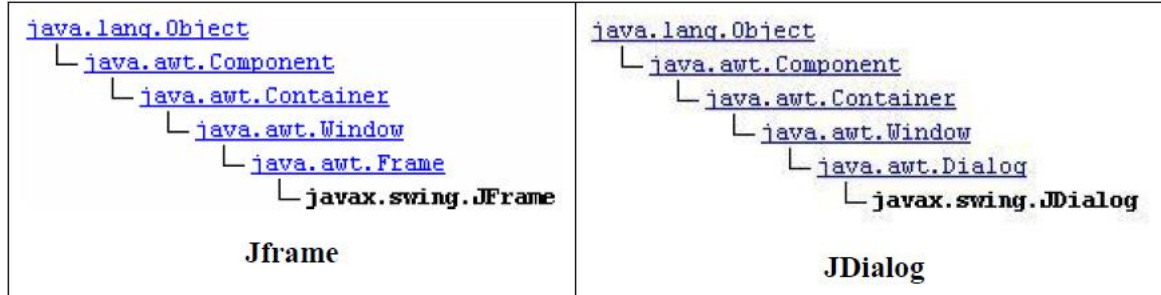 java.lang.Object
java.awt.Component
java.awt.Container
java.awt.Window
java.awt.Frame
javax.swing.JFrame
Jframe
java.lang.Object
java.awt.Component
java.awt.Container
java.awt.Window
java.awt.Dialog
javax.swing.JDialog
JDialog